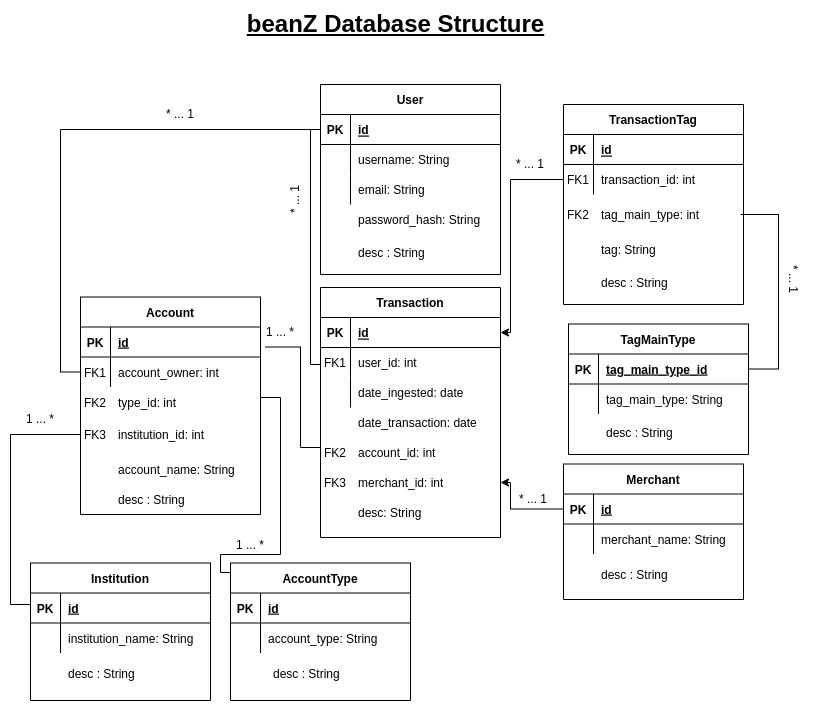 beanZ Database Structure
* ... 1
User
PK id
username: String
email: String
password_hash: String
desc : String
* ... 1
TransactionTag
PK id
FK1 transaction_id: int
FK2 tag_main_type: int
tag: String
desc : String
* ... 1
* ... 1
Account
PK id
FK1 account_owner: int
FK2 type_id: int
FK3 institution_id: int
account_name: String
desc : String
1 ... *
Transaction
PK id
FK1 user_id: int
date_ingested: date
date_transaction: date
FK2 account_id: int
FK3 merchant_id: int
desc: String
TagMainType
PK tag_main_type_id
tag_main_type: String
desc : String
1 ... *
* ... 1
Merchant
PK id
merchant_name: String
desc : String
1 ... *
Institution
PK id
institution_name: String
desc : String
AccountType
PK id
account_type: String
desc : String